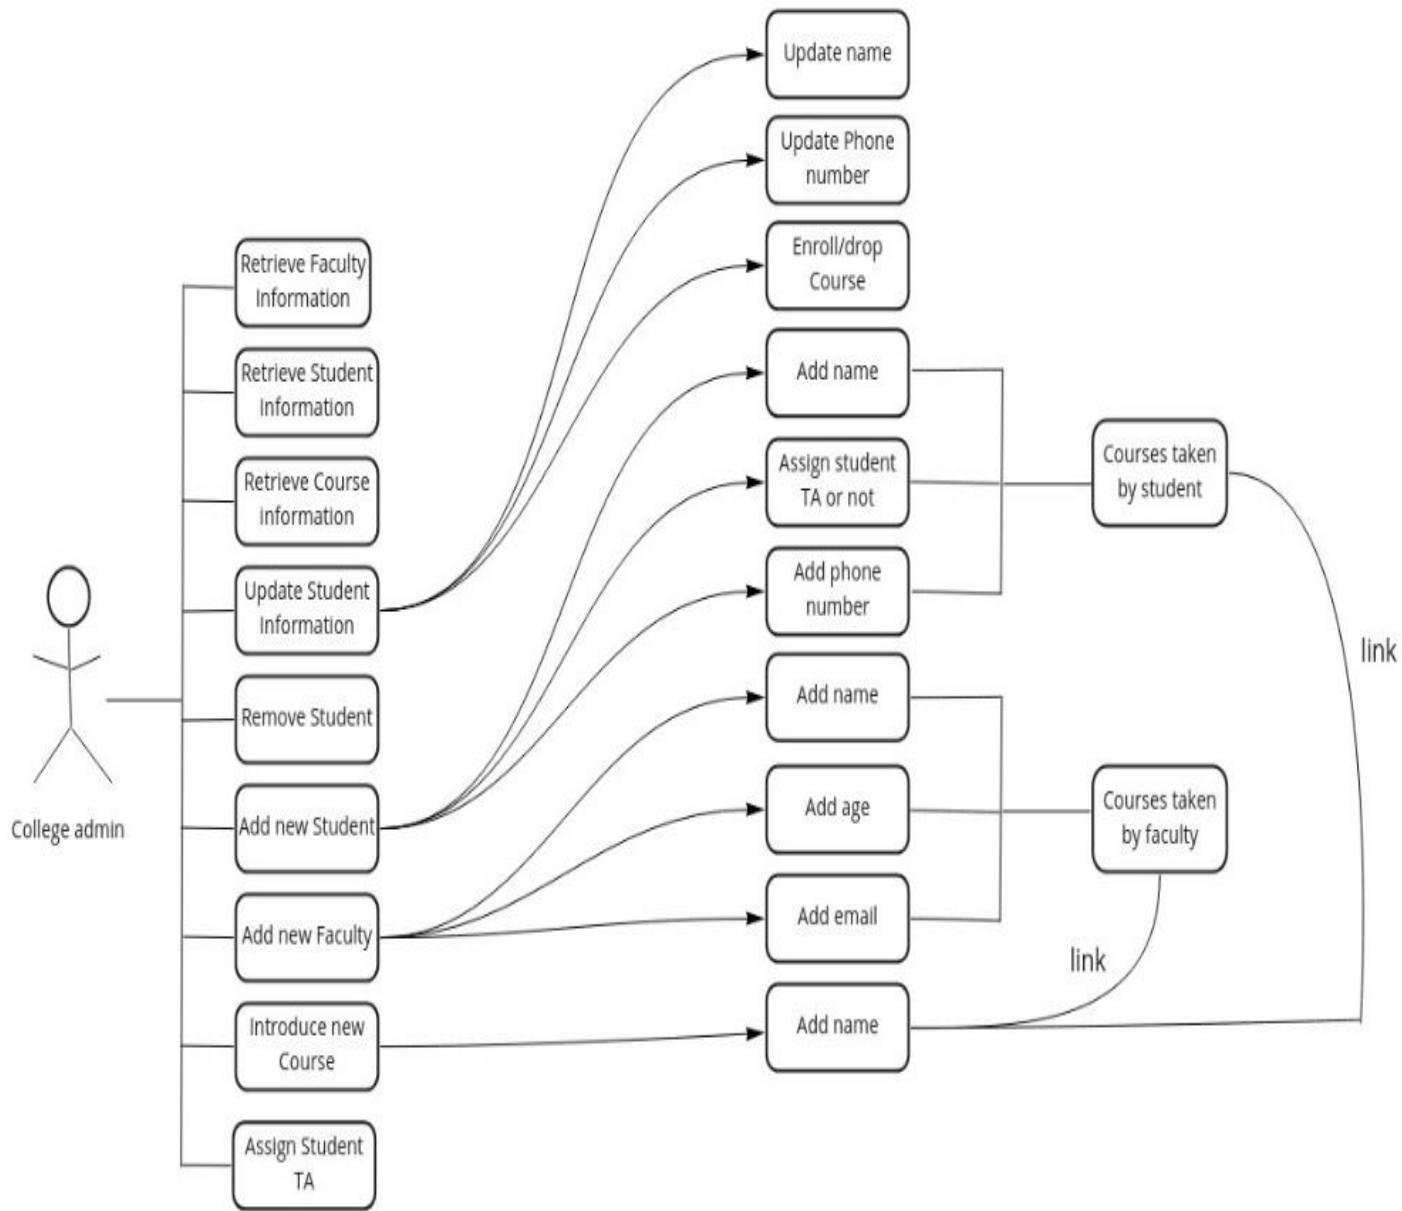 Update name
Update Phone
number
Enroll/drop
Course
Add name
Assign student
TA or not
Add phone
number
Add name
Add age
Add email
Add name
Retrieve Faculty
Information
Retrieve Student
Information
Retrieve Course
information
Update Student
Information
Remove Student
Add new Student
Add new Faculty
Introduce new
Course
Assign Student
TA
College admin
Courses taken
by student
Courses taken
by faculty
link
link